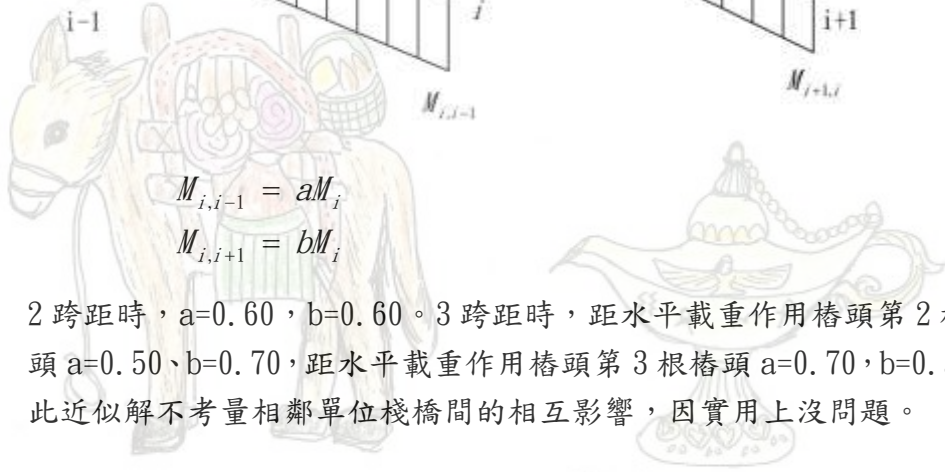 i-1
i
i+1
M_{i,i-1}
M_{i+1,i}
M_{i,i-1} = aM_i
M_{i,i+1} = bM_i
2 跨距時，a=0.60，b=0.60。3 跨距時，距水平載重作用樁頭第 2
頭 a=0.50、b=0.70，距水平載重作用樁頭第 3 根樁頭 a=0.70，b=0.
此近似解不考量相鄰單位棧橋間的相互影響，因實用上沒問題。